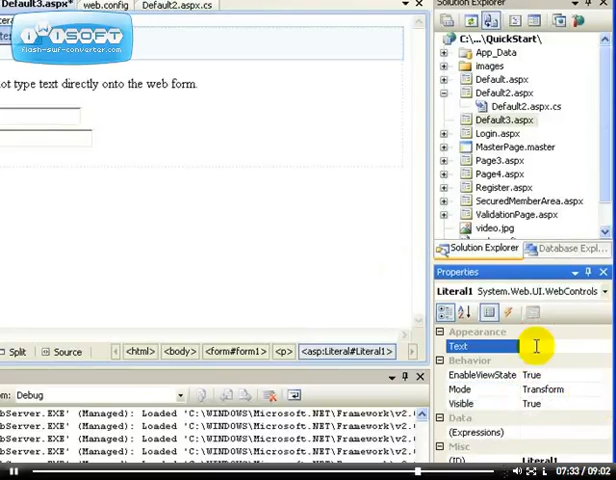 Default3.aspx* web.config Default2.aspx.cs
iWiSOFT
flash-swf-converter.com
ot type text directly onto the web form.
Split Source <html> <body> <form#form1> <p> <asp:Literal#Literal1>
om: Debug
bServer.EXE' (Managed): Loaded 'C:\WINDOWS\Microsoft.NET\Framework\v2.
bServer.EXE' (Managed): Loaded 'C:\WINDOWS\Microsoft.NET\Framework\v2.
bServer.EXE' (Managed): Loaded 'C:\WINDOWS\Microsoft.NET\Framework\v2.
bServer.EXE' (Managed): Loaded 'C:\WINDOWS\Microsoft.NET\Framework\v2.
Solution Explorer
C:\...\QuickStart\
App_Data
images
Default.aspx
Default2.aspx
Default2.aspx.cs
Default3.aspx
Login.aspx
MasterPage.master
Page3.aspx
Page4.aspx
Register.aspx
SecuredMemberArea.aspx
ValidationPage.aspx
video.jpg
Solution Explorer Database Expl...
Properties
Literal1 System.Web.UI.WebControls
Appearance
Text
Behavior
EnableViewState True
Mode Transform
Visible True
Data
(Expressions)
Misc
(ID) Literal1
07:33 / 09:02